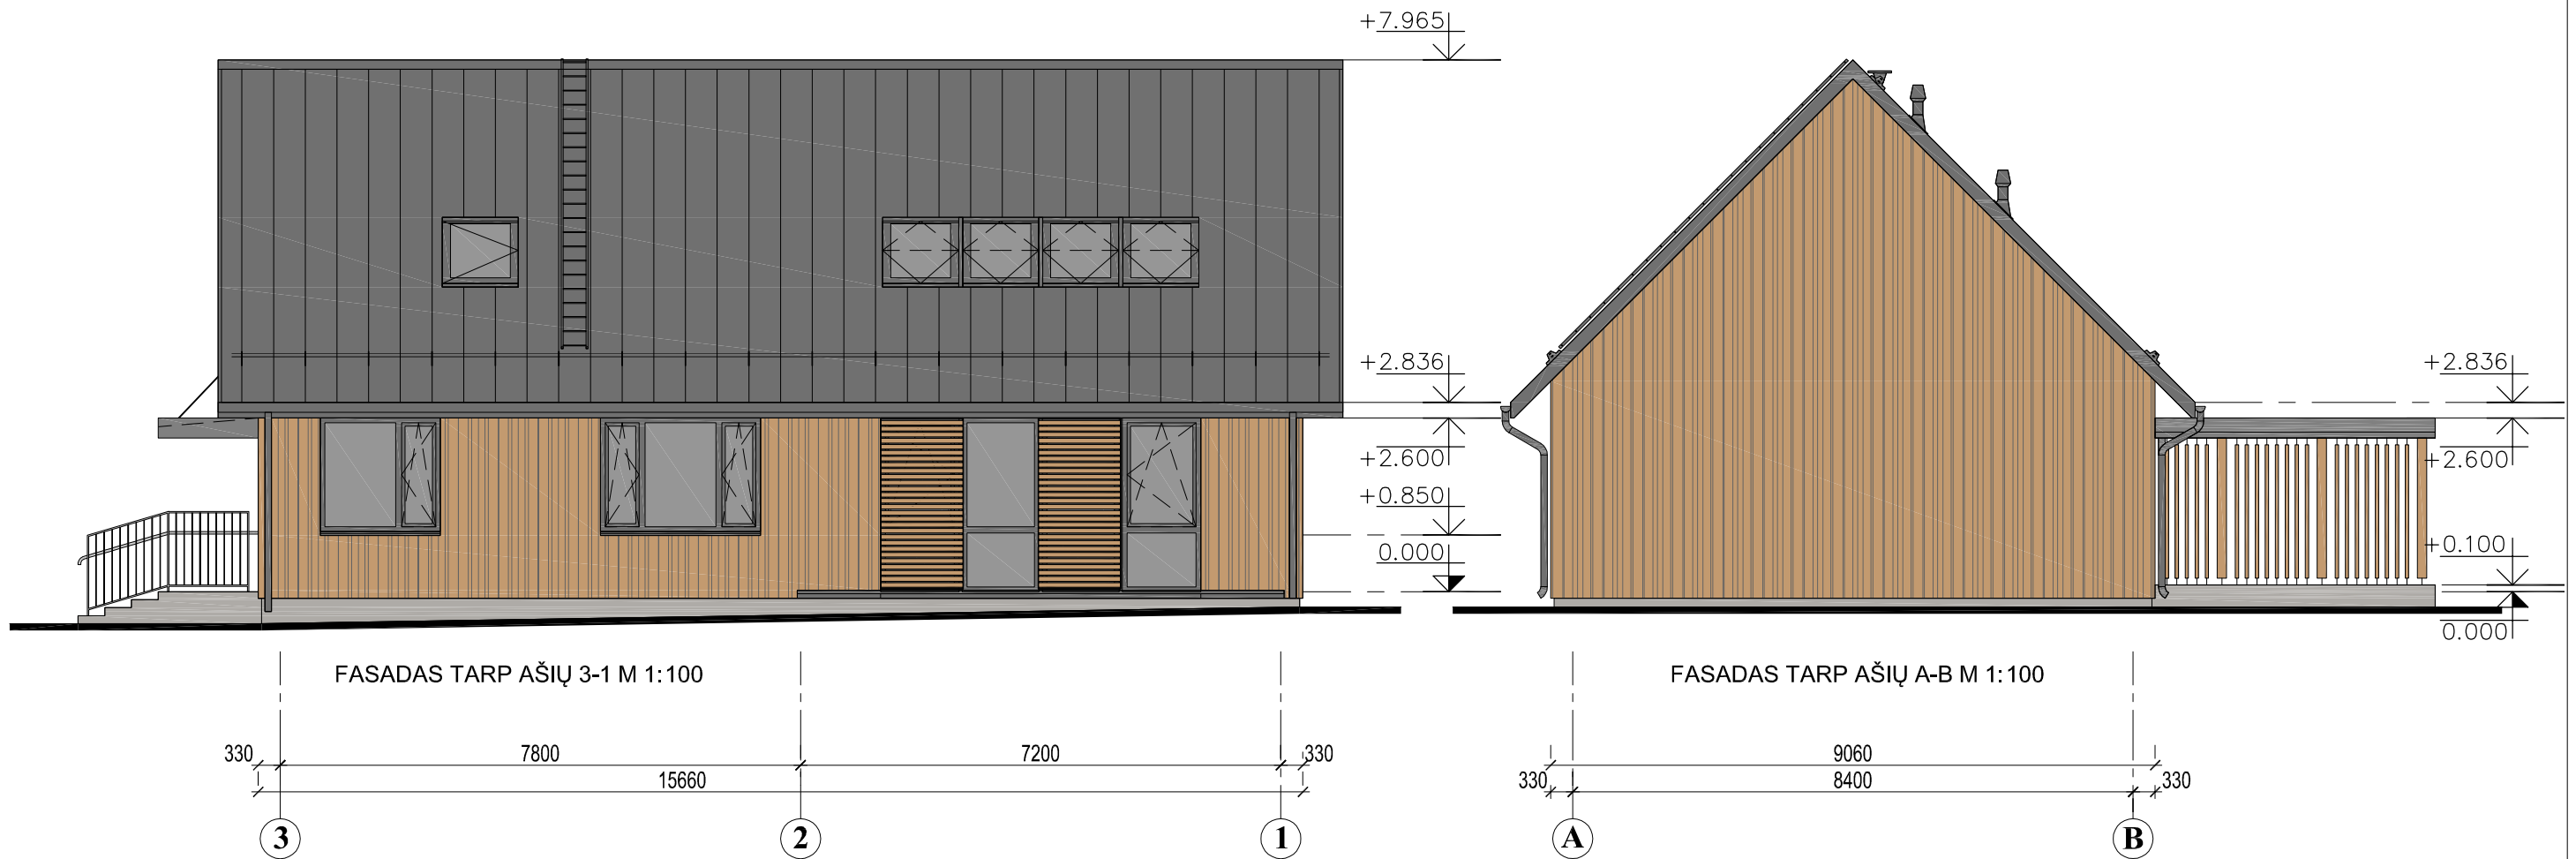 +7.965
+2.836
+2.600
+0.850
0.000
+2.836
+2.600
+0.100
0.000
FASADAS TARP AŠIŲ 3-1 M 1:100
FASADAS TARP AŠIŲ A-B M 1:100
330 7800 7200 330
15660
9060
330 8400 330
3 2 1 A B